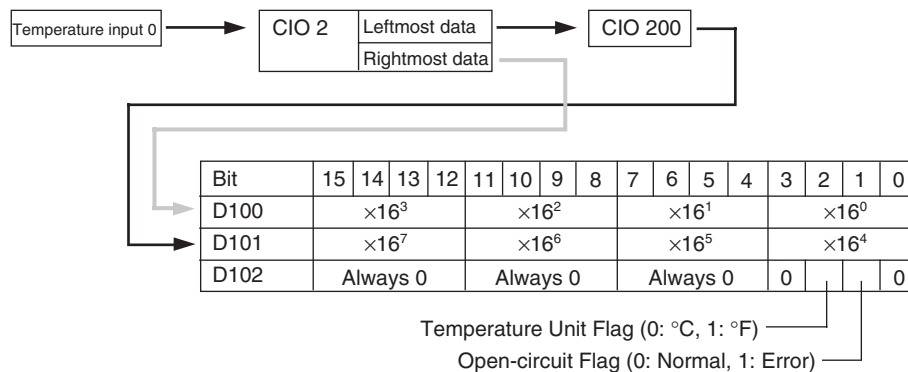 Temperature input 0
CIO 2
Leftmost data
Rightmost data
CIO 200
Bit 15 14 13 12 11 10 9 8 7 6 5 4 3 2 1 0
D100 ×16³ ×16² ×16¹ ×16⁰
D101 ×16⁷ ×16⁶ ×16⁵ ×16⁴
D102 Always 0 Always 0 Always 0 0 0
Temperature Unit Flag (0: °C, 1: °F)
Open-circuit Flag (0: Normal, 1: Error)